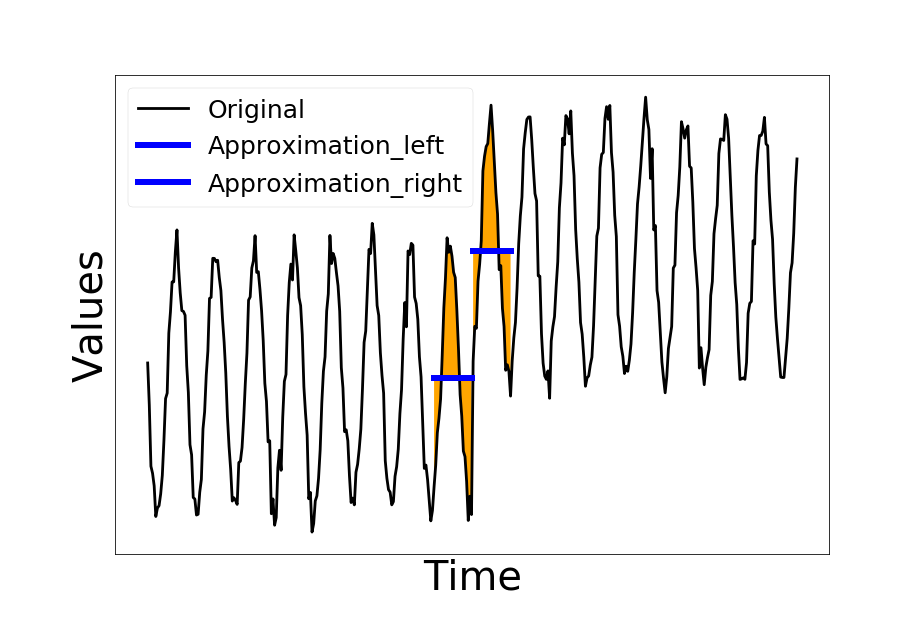 Original
Approximation_left
Approximation_right
Values
Time